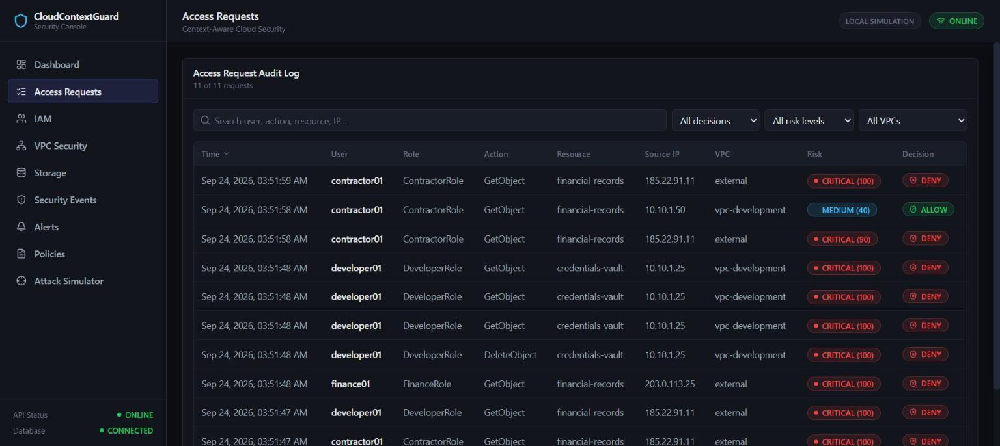 CloudContextGuard
Security Console
Dashboard
Access Requests
IAM
VPC Security
Storage
Security Events
Alerts
Policies
Attack Simulator
API Status ONLINE
Database CONNECTED
Access Requests
Context-Aware Cloud Security
LOCAL SIMULATION ONLINE
Access Request Audit Log
11 of 11 requests
Search user, action, resource, IP... All decisions All risk levels All VPCs
Time User Role Action Resource Source IP VPC Risk Decision
Sep 24, 2026, 03:51:59 AM contractor01 ContractorRole GetObject financial-records 185.22.91.11 external CRITICAL (100) DENY
Sep 24, 2026, 03:51:58 AM contractor01 ContractorRole GetObject financial-records 10.10.1.50 vpc-development MEDIUM (40) ALLOW
Sep 24, 2026, 03:51:58 AM contractor01 ContractorRole GetObject financial-records 185.22.91.11 external CRITICAL (90) DENY
Sep 24, 2026, 03:51:48 AM developer01 DeveloperRole GetObject credentials-vault 10.10.1.25 vpc-development CRITICAL (100) DENY
Sep 24, 2026, 03:51:48 AM developer01 DeveloperRole GetObject credentials-vault 10.10.1.25 vpc-development CRITICAL (100) DENY
Sep 24, 2026, 03:51:48 AM developer01 DeveloperRole GetObject credentials-vault 10.10.1.25 vpc-development CRITICAL (100) DENY
Sep 24, 2026, 03:51:48 AM developer01 DeveloperRole DeleteObject credentials-vault 10.10.1.25 vpc-development CRITICAL (100) DENY
Sep 24, 2026, 03:51:48 AM finance01 FinanceRole GetObject financial-records 203.0.113.25 external CRITICAL (100) DENY
Sep 24, 2026, 03:51:47 AM developer01 DeveloperRole GetObject financial-records 185.22.91.11 external CRITICAL (100) DENY
Sep 24, 2026, 03:51:47 AM contractor01 ContractorRole GetObject financial-records 185.22.91.11 external CRITICAL (100) DENY